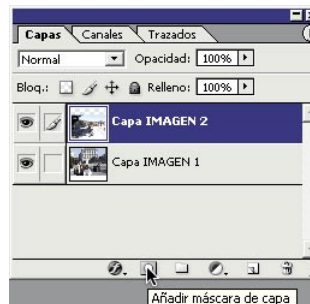 Capas Canales Trazados
Normal Opacidad: 100%
Bloq.: Relleno: 100%
Capa IMAGEN 2
Capa IMAGEN 1
Añadir máscara de capa